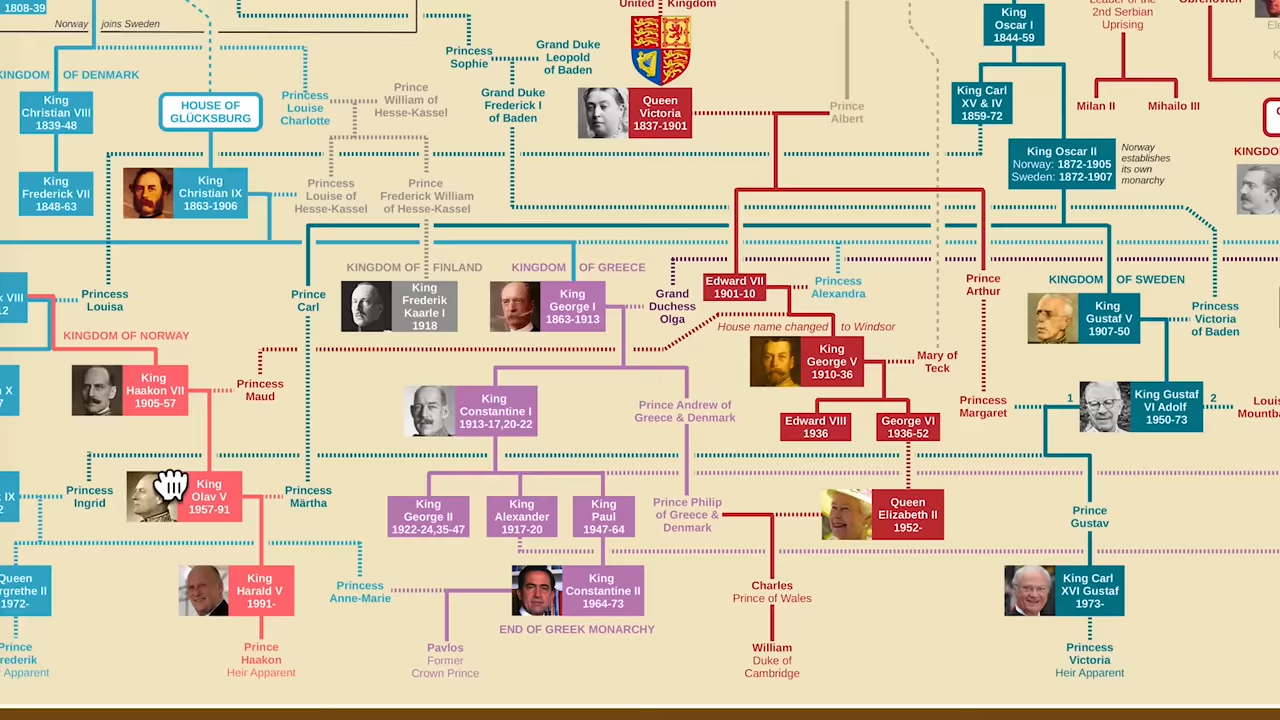 1808-39
Norway joins Sweden
KINGDOM OF DENMARK
King
Christian VIII
1839-48
King
Frederick VII
1848-63
HOUSE OF
GLÜCKSBURG
King
Christian IX
1863-1906
Princess
Louise
Charlotte
Prince
William of
Hesse-Kassel
Princess
Louise of
Hesse-Kassel
Prince
Frederick William
of Hesse-Kassel
Princess
Sophie
Grand Duke
Leopold
of Baden
Grand Duke
Frederick I
of Baden
United Kingdom
Queen
Victoria
1837-1901
Prince
Albert
King
Oscar I
1844-59
King Carl
XV & IV
1859-72
King Oscar II
Norway: 1872-1905
Sweden: 1872-1907
Norway
establishes
its own
monarchy
Leader of the
2nd Serbian
Uprising
Obrenovich
Milan II
Mihailo III
KINGDO
VIII
12
Princess
Louisa
KINGDOM OF NORWAY
King
Haakon VII
1905-57
Princess
Maud
Prince
Carl
KINGDOM OF FINLAND
King
Frederik
Kaarle I
1918
KINGDOM OF GREECE
King
George I
1863-1913
Grand
Duchess
Olga
Edward VII
1901-10
Princess
Alexandra
House name changed to Windsor
King
George V
1910-36
Mary of
Teck
Prince
Arthur
KINGDOM OF SWEDEN
King
Gustaf V
1907-50
Princess
Victoria
of Baden
X
7
King
Constantine I
1913-17,20-22
Prince Andrew of
Greece & Denmark
Edward VIII
1936
George VI
1936-52
Princess
Margaret
1
King Gustaf
VI Adolf
1950-73
2
Louis
Mountba
IX
2
Princess
Ingrid
King
Olav V
1957-91
Princess
Märtha
King
George II
1922-24,35-47
King
Alexander
1917-20
King
Paul
1947-64
Prince Philip
of Greece &
Denmark
Queen
Elizabeth II
1952-
Prince
Gustav
Queen
rgrethe II
1972-
King
Harald V
1991-
Princess
Anne-Marie
King
Constantine II
1964-73
END OF GREEK MONARCHY
Charles
Prince of Wales
King Carl
XVI Gustaf
1973-
Prince
rederik
Apparent
Prince
Haakon
Heir Apparent
Pavlos
Former
Crown Prince
William
Duke of
Cambridge
Princess
Victoria
Heir Apparent